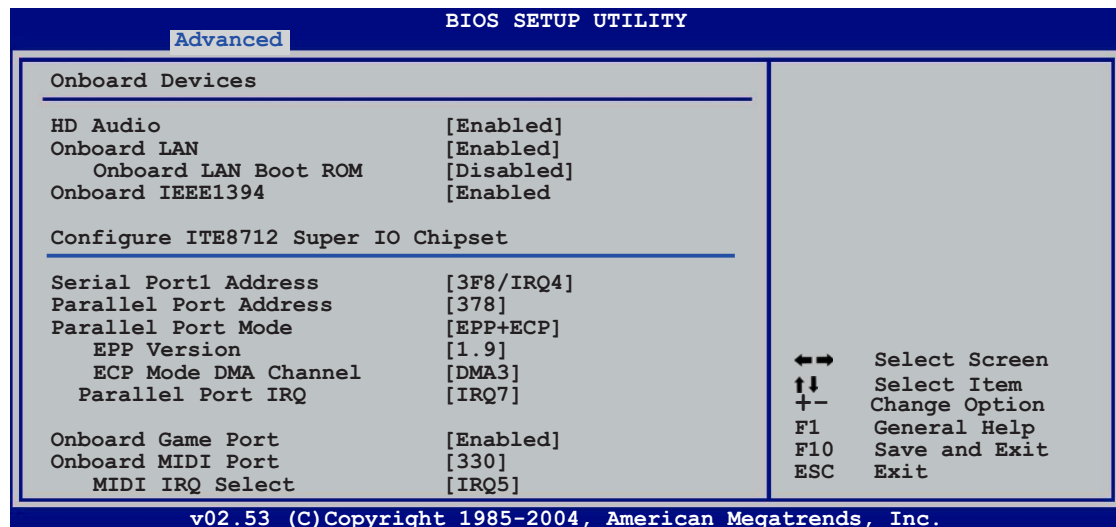 BIOS SETUP UTILITY
Advanced
Onboard Devices
HD Audio [Enabled]
Onboard LAN [Enabled]
Onboard LAN Boot ROM [Disabled]
Onboard IEEE1394 [Enabled
Configure ITE8712 Super IO Chipset
Serial Port1 Address [3F8/IRQ4]
Parallel Port Address [378]
Parallel Port Mode [EPP+ECP]
EPP Version [1.9]
ECP Mode DMA Channel [DMA3]
Parallel Port IRQ [IRQ7]
Onboard Game Port [Enabled]
Onboard MIDI Port [330]
MIDI IRQ Select [IRQ5]
←→ Select Screen
↑↓ Select Item
+- Change Option
F1 General Help
F10 Save and Exit
ESC Exit
v02.53 (C)Copyright 1985-2004, American Megatrends, Inc.